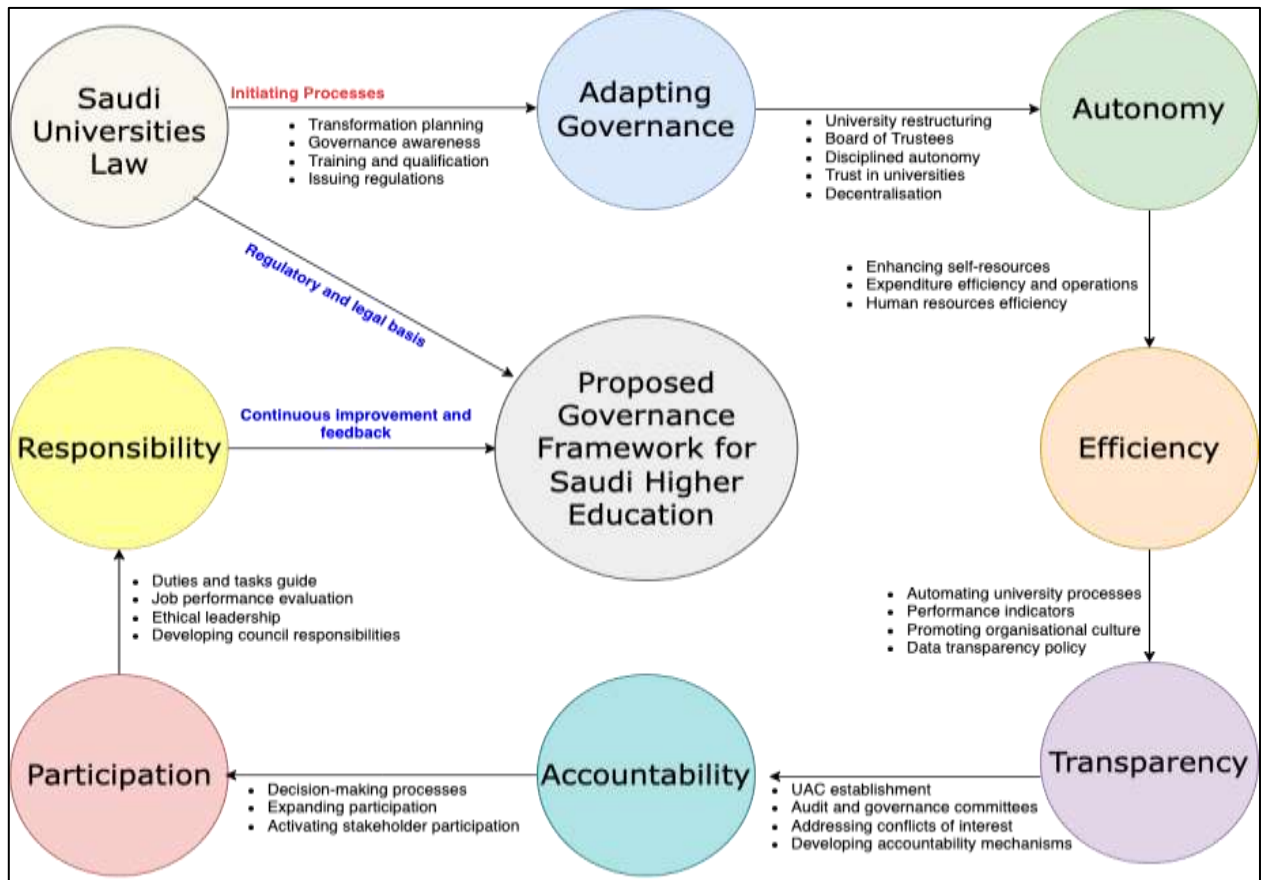 Saudi
Universities
Law
Initiating Processes
• Transformation planning
• Governance awareness
• Training and qualification
• Issuing regulations
Adapting
Governance
• University restructuring
• Board of Trustees
• Disciplined autonomy
• Trust in universities
• Decentralisation
Autonomy
Regulatory and legal basis
• Enhancing self-resources
• Expenditure efficiency and operations
• Human resources efficiency
Responsibility
Continuous improvement and
feedback
Proposed
Governance
Framework for
Saudi Higher
Education
Efficiency
• Duties and tasks guide
• Job performance evaluation
• Ethical leadership
• Developing council responsibilities
• Automating university processes
• Performance indicators
• Promoting organisational culture
• Data transparency policy
Participation
• Decision-making processes
• Expanding participation
• Activating stakeholder participation
Accountability
• UAC establishment
• Audit and governance committees
• Addressing conflicts of interest
• Developing accountability mechanisms
Transparency